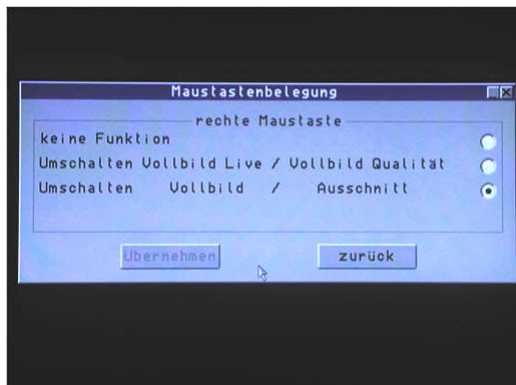 Maustastenbelegung
rechte Maustaste
keine Funktion
Umschalten Vollbild Live / Vollbild Qualität
Umschalten Vollbild / Ausschnitt
Übernehmen
zurück